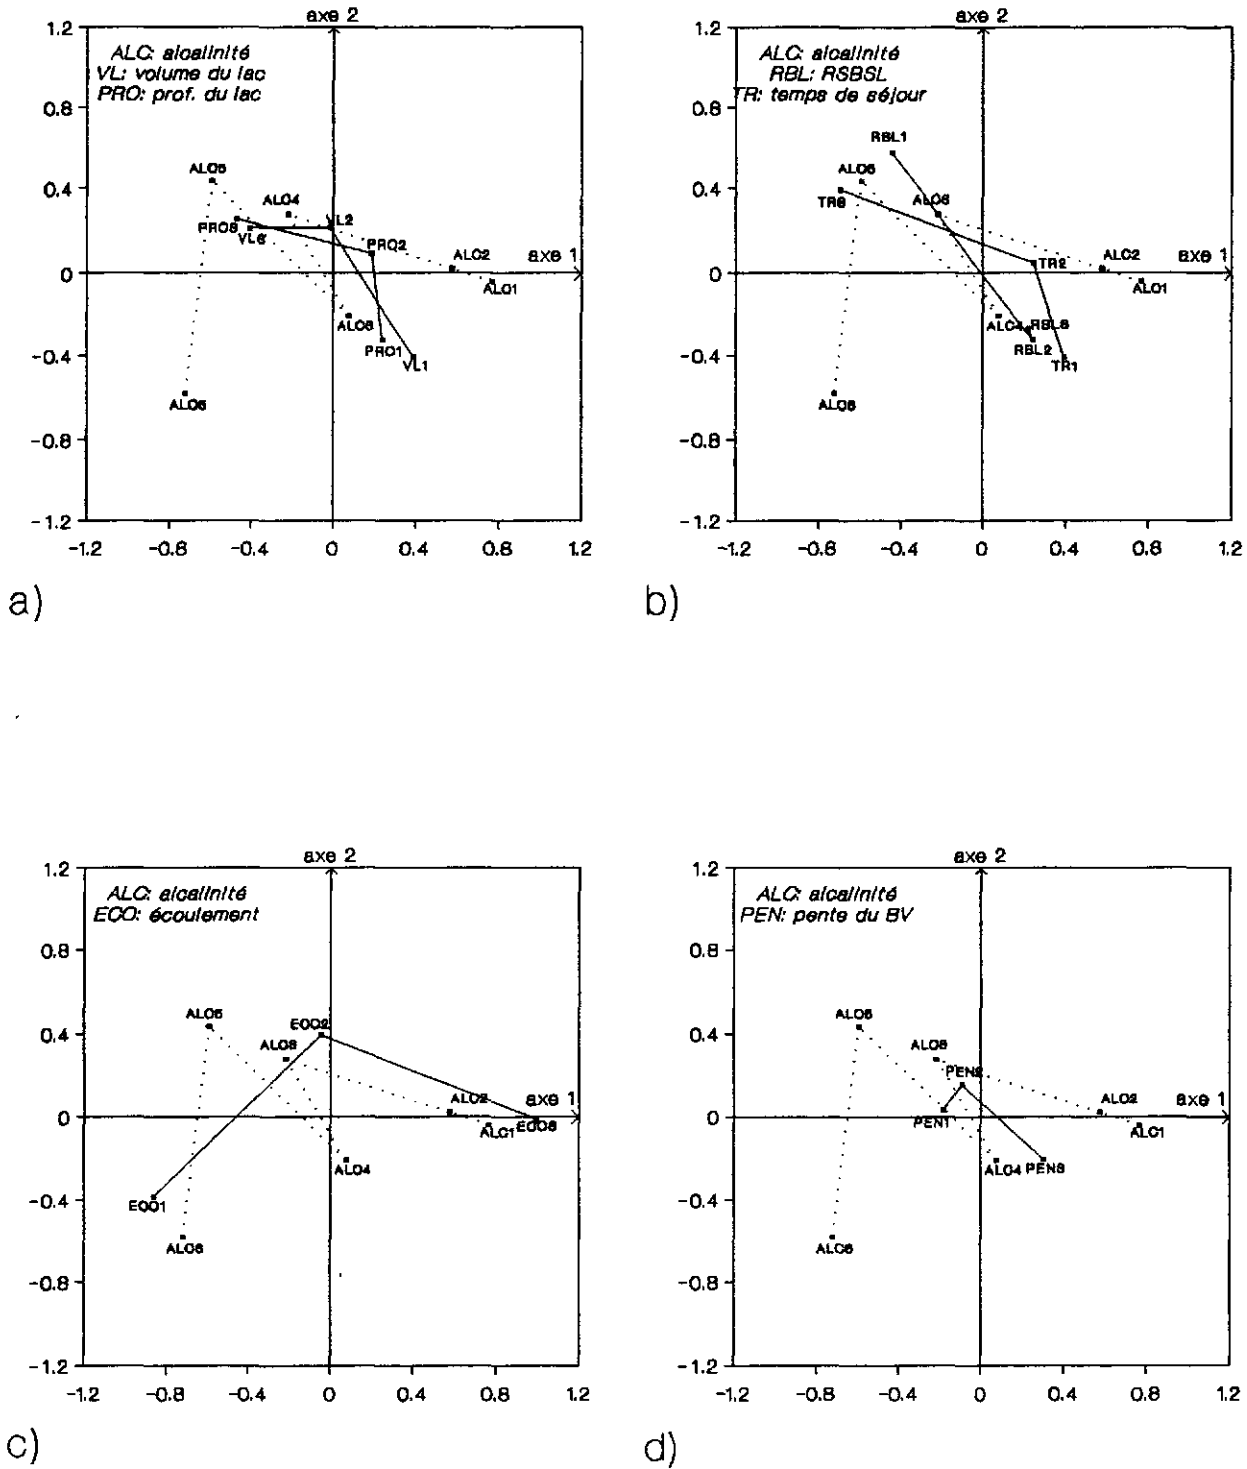 axe 2
1.2
ALC: alcalinité
VL: volume du lac
PRO: prof. du lac
0.8
ALC5
0.4
ALC4
PRO3
VL3
VL2
PRO2
ALC2
axe 1
0
ALC1
ALC3
PRO1
VL1
-0.4
ALC6
-0.8
-1.2
-1.2 -0.8 -0.4 0 0.4 0.8 1.2
a)
axe 2
1.2
ALC: alcalinité
RBL: RSBSL
TR: temps de séjour
0.8
RBL1
ALC5
0.4
TR3
TR2
ALC2
axe 1
0
ALC1
ALC4
RBL3
RBL2
TR1
-0.4
ALC6
-0.8
-1.2
-1.2 -0.8 -0.4 0 0.4 0.8 1.2
b)
axe 2
1.2
ALC: alcalinité
ECO: écoulement
0.8
ALC5
ECO2
0.4
ALC3
ALC2
axe 1
0
ALC1
ECO3
ALC4
-0.4
ECO1
ALC6
-0.8
-1.2
-1.2 -0.8 -0.4 0 0.4 0.8 1.2
c)
axe 2
1.2
ALC: alcalinité
PEN: pente du BV
0.8
ALC5
0.4
ALC3
PEN2
ALC2
axe 1
0
PEN1
ALC1
ALC4
PEN3
-0.4
ALC6
-0.8
-1.2
-1.2 -0.8 -0.4 0 0.4 0.8 1.2
d)